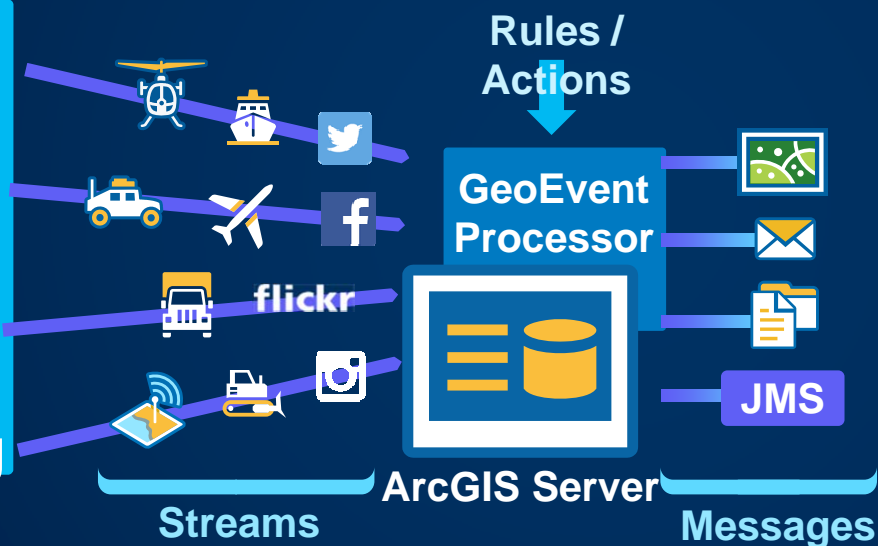 Rules /
Actions
GeoEvent
Processor
f
flickr
JMS
ArcGIS Server
Streams
Messages